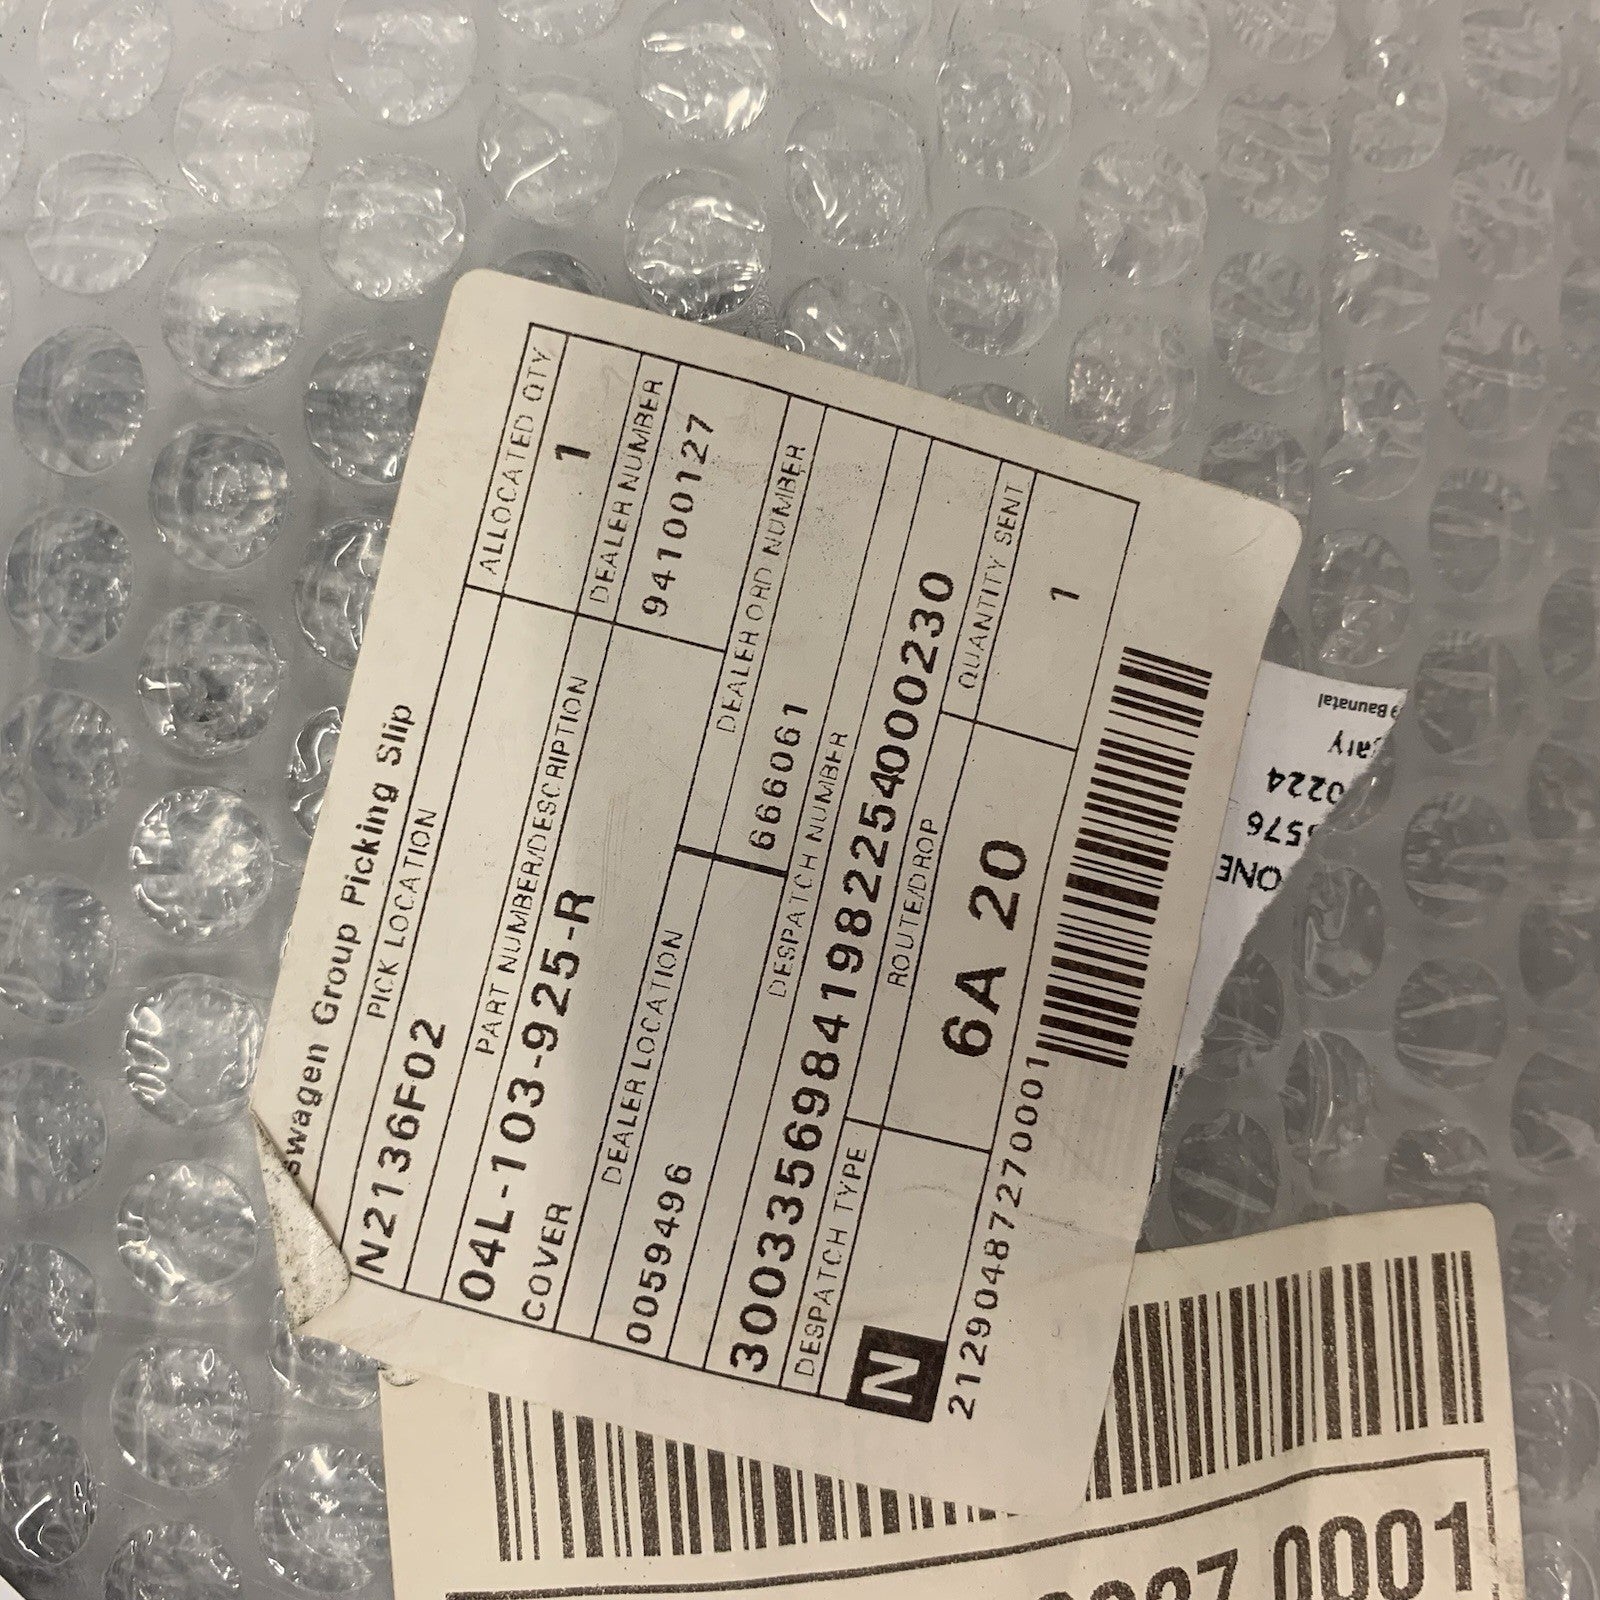 swagen Group Picking Slip
PICK LOCATION
ALLOCATED QTY
N2136F02
1
PART NUMBER/DESCRIPTION
DEALER NUMBER
04L-103-925-R
94100127
COVER
DEALER LOCATION
DEALER ORD NUMBER
0059496
666061
DESPATCH NUMBER
300335698419822540000230
DESPATCH TYPE
ROUTE/DROP
QUANTITY SENT
N
6A 20
1
21290487270001
Baunatal
0224
576
ONE
0001